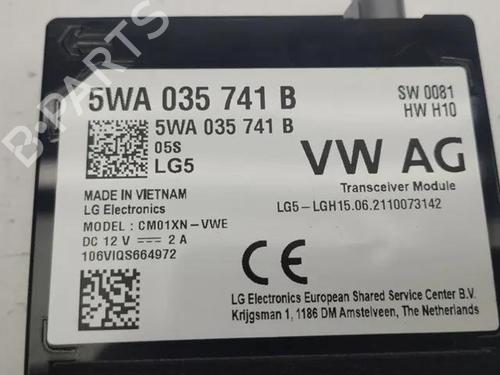 5WA 035 741 B
SW 0081
HW H10
5WA 035 741 B
05S
LG5
VW AG
Transceiver Module
MADE IN VIETNAM
LG Electronics
LG5-LGH15.06.2110073142
MODEL : CM01XN-VWE
DC 12 V ⎓ 2 A
106VIQS664972
CE
LG Electronics European Shared Service Center B.V.
Krijgsman 1, 1186 DM Amstelveen, The Netherlands
B-PARTS